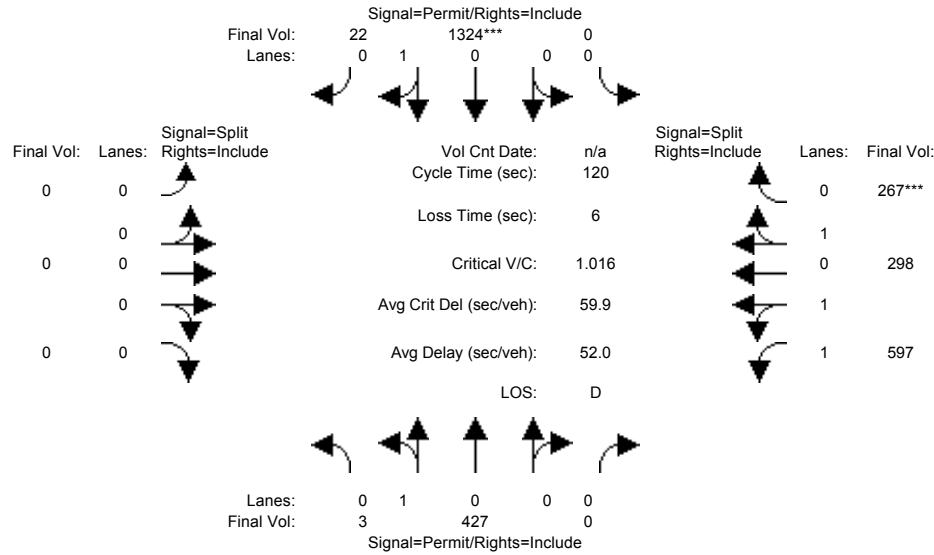 Signal=Permit/Rights=Include
Final Vol: 22 1324*** 0
Lanes: 0 1 0 0 0
Signal=Split
Final Vol: Lanes: Rights=Include
Vol Cnt Date: n/a
Signal=Split
Rights=Include Lanes: Final Vol:
Cycle Time (sec): 120
0 0
0 267***
Loss Time (sec): 6
0
1
0 0
Critical V/C: 1.016
0 298
0
Avg Crit Del (sec/veh): 59.9
1
0 0
Avg Delay (sec/veh): 52.0
1 597
LOS: D
Lanes: 0 1 0 0 0
Final Vol: 3 427 0
Signal=Permit/Rights=Include